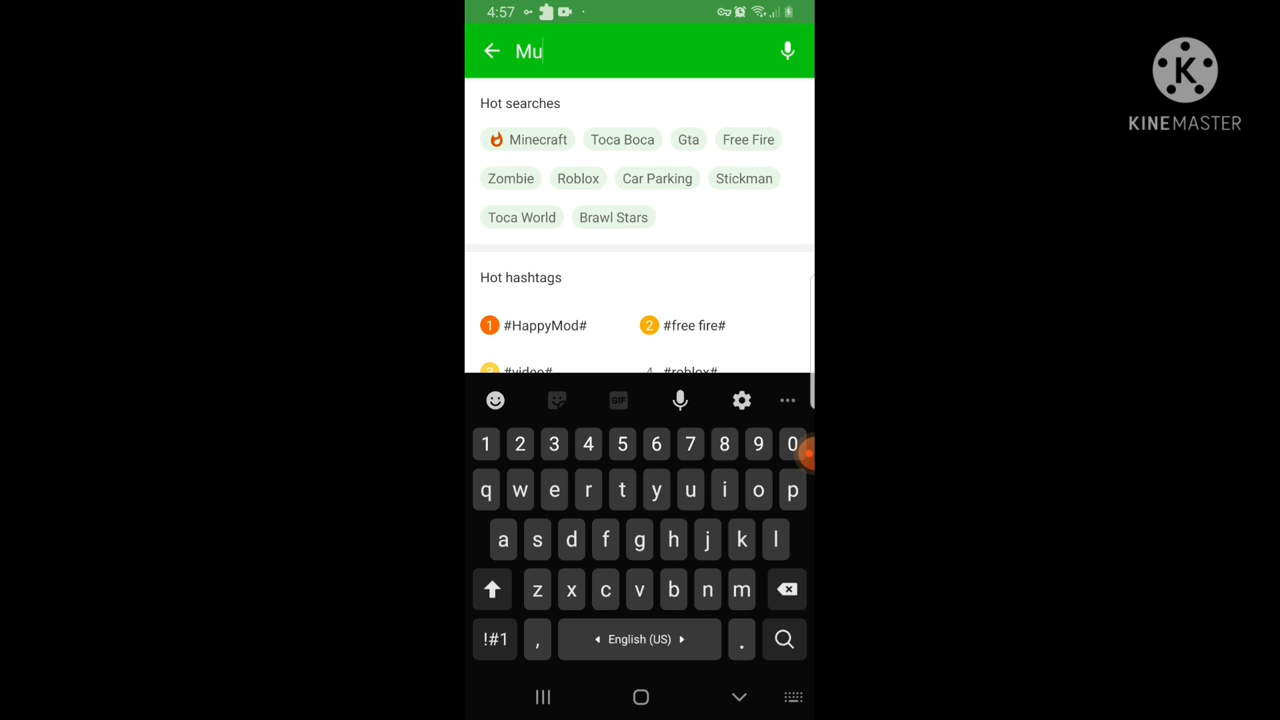 4:57
Mu
Hot searches
Minecraft Toca Boca Gta Free Fire
Zombie Roblox Car Parking Stickman
Toca World Brawl Stars
Hot hashtags
1 #HappyMod# 2 #free fire#
3 #video# 4 #roblox#
GIF
1 2 3 4 5 6 7 8 9 0
q w e r t y u i o p
a s d f g h j k l
z x c v b n m
!#1 , English (US) .
K
KINEMASTER